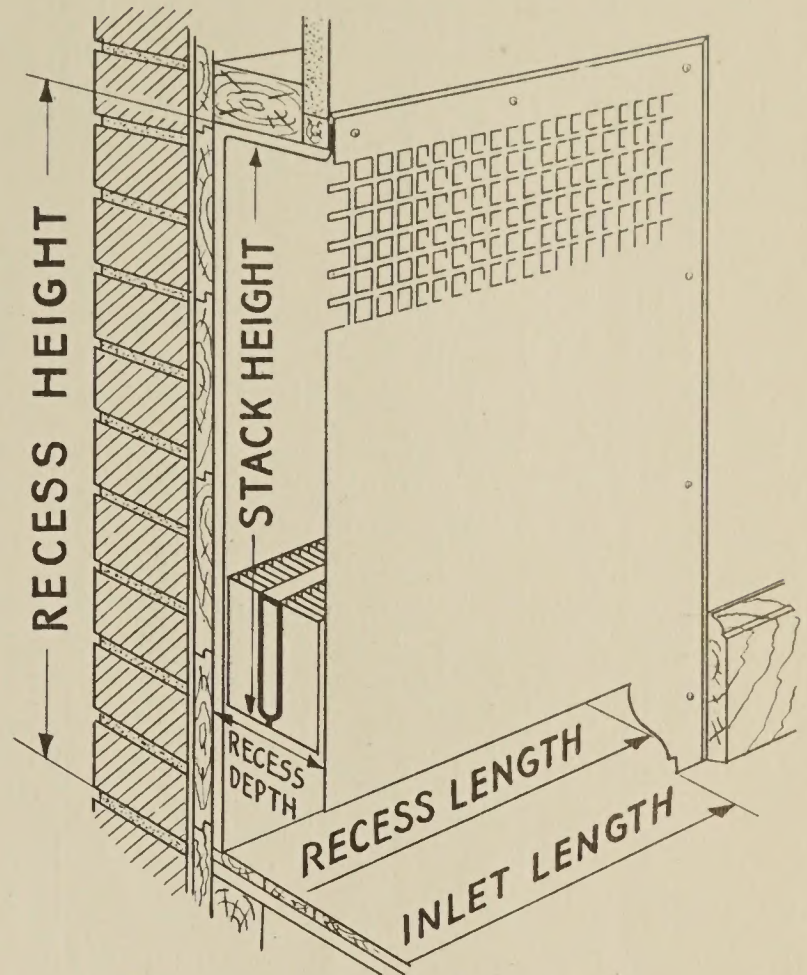 RECESS HEIGHT
STACK HEIGHT
RECESS
DEPTH
RECESS LENGTH
INLET LENGTH